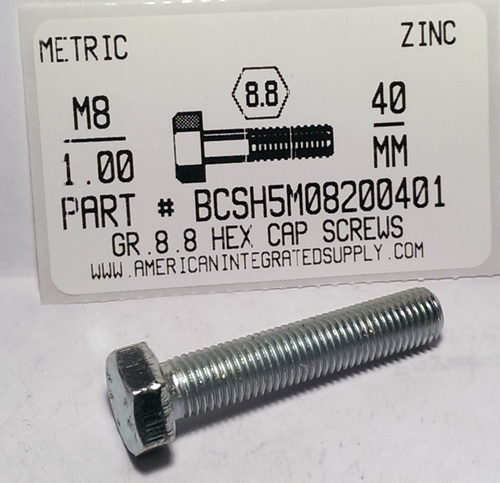 METRIC ZINC
8.8
M8 40
1.00 MM
PART # BCSH5M08200401
GR.8.8 HEX CAP SCREWS
WWW.AMERICANINTEGRATEDSUPPLY.COM